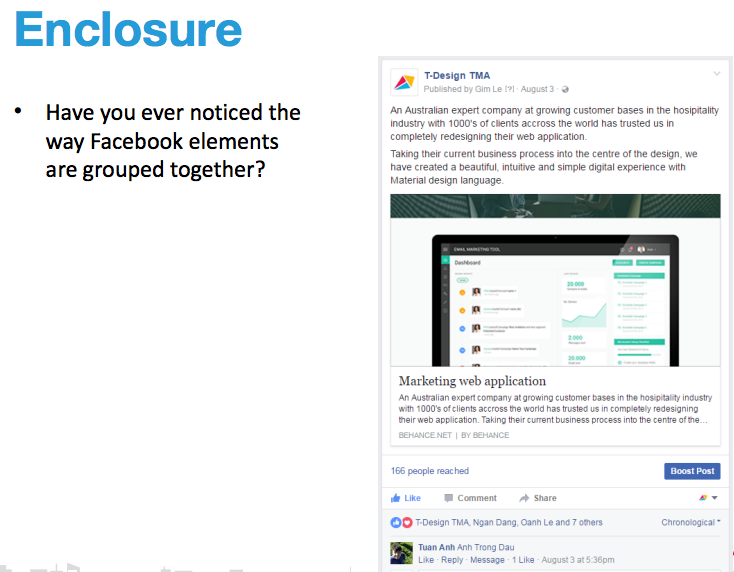 Enclosure
• Have you ever noticed the
way Facebook elements
are grouped together?
T-Design TMA
Published by Gim Le [?] · August 3 ·
An Australian expert company at growing customer bases in the hosipitality
industry with 1000's of clients accross the world has trusted us in
completely redesigning their web application.
Taking their current business process into the centre of the design, we
have created a beautiful, intuitive and simple digital experience with
Material design language.
EMAIL MARKETING TOOL
Dashboard
20.000
2.000
20.000
Marketing web application
An Australian expert company at growing customer bases in the hosipitality industry
with 1000's of clients accross the world has trusted us in completely redesigning
their web application. Taking their current business process into the centre of the...
BEHANCE.NET | BY BEHANCE
166 people reached
Boost Post
Like Comment Share
T-Design TMA, Ngan Dang, Oanh Le and 7 others
Chronological
Tuan Anh Anh Trong Dau
Like · Reply · Message · 1 Like · August 3 at 5:36pm